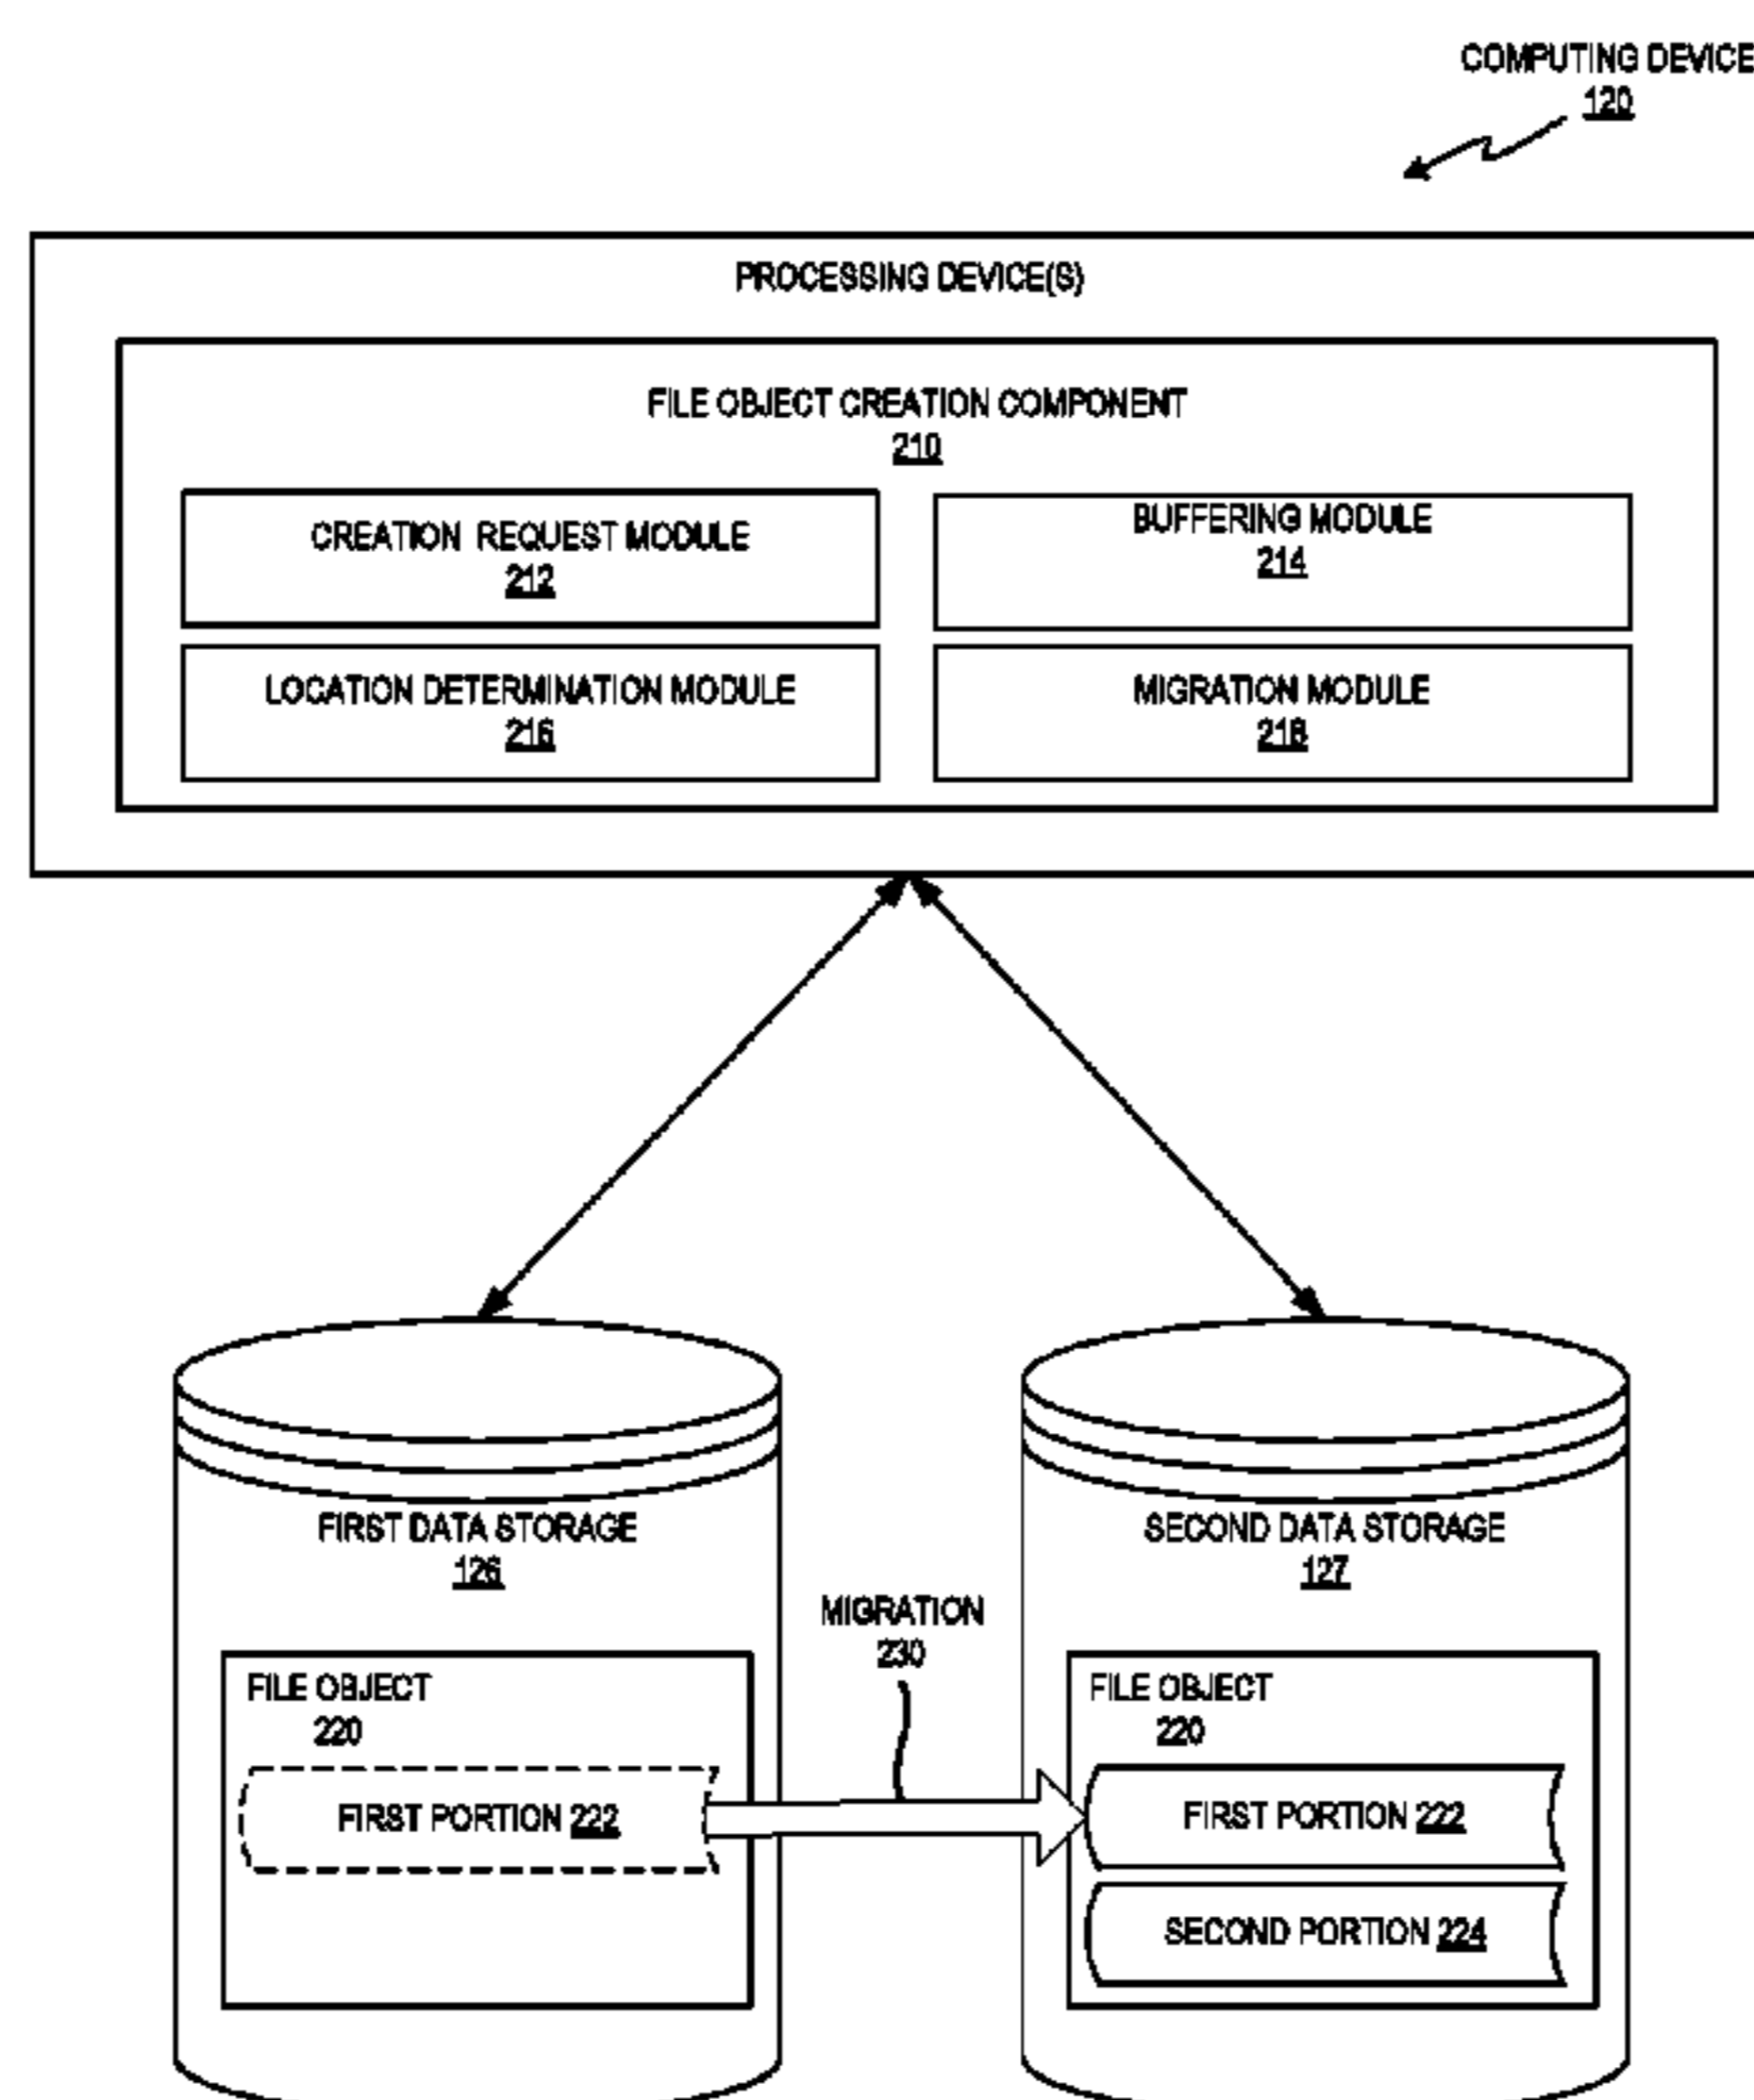 COMPUTING DEVICE
120
PROCESSING DEVICE(S)
FILE OBJECT CREATION COMPONENT
210
CREATION REQUEST MODULE
212
BUFFERING MODULE
214
LOCATION DETERMINATION MODULE
216
MIGRATION MODULE
218
FIRST DATA STORAGE
126
SECOND DATA STORAGE
127
MIGRATION
230
FILE OBJECT
220
FIRST PORTION 222
FILE OBJECT
220
FIRST PORTION 222
SECOND PORTION 224